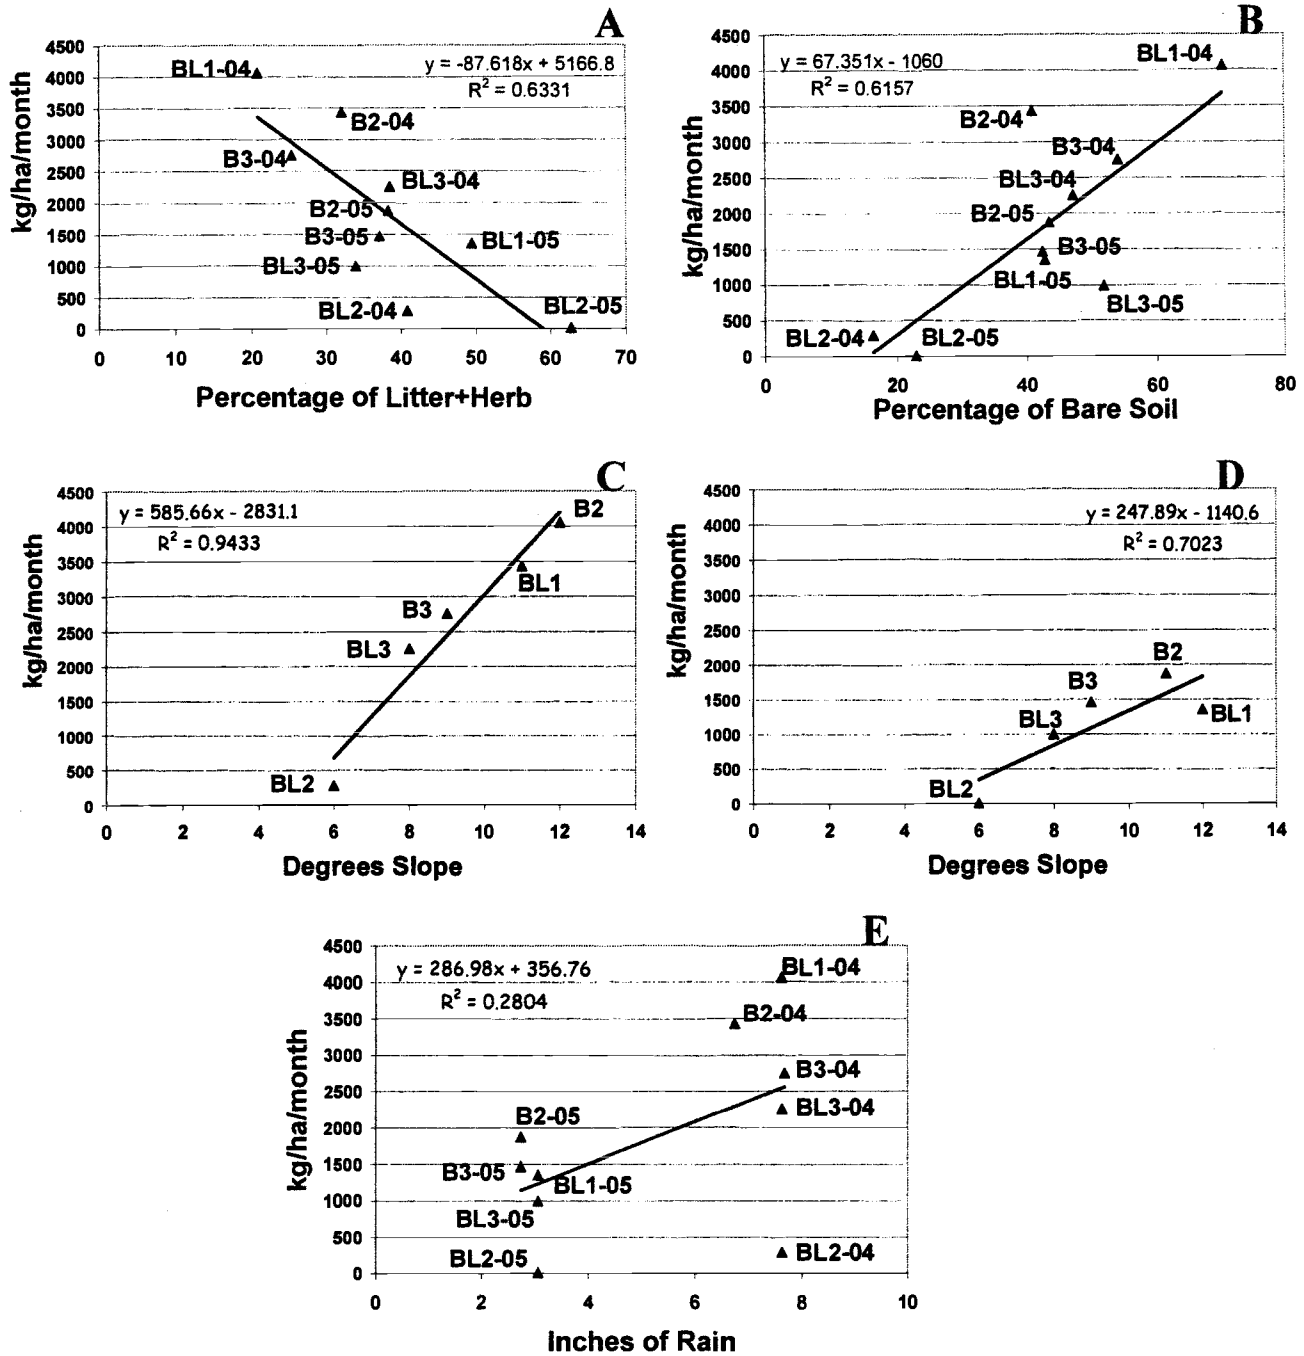 A
4500
4000
3500
3000
2500
2000
1500
1000
500
0
kg/ha/month
y = -87.618x + 5166.8
R² = 0.6331
BL1-04
B2-04
B3-04
BL3-04
B2-05
B3-05
BL1-05
BL3-05
BL2-04
BL2-05
0 10 20 30 40 50 60 70
Percentage of Litter+Herb
B
4500
4000
3500
3000
2500
2000
1500
1000
500
0
kg/ha/month
y = 67.351x - 1060
R² = 0.6157
BL1-04
B2-04
B3-04
BL3-04
B2-05
B3-05
BL1-05
BL3-05
BL2-04
BL2-05
0 20 40 60 80
Percentage of Bare Soil
C
4500
4000
3500
3000
2500
2000
1500
1000
500
0
kg/ha/month
y = 585.66x - 2831.1
R² = 0.9433
B2
BL1
B3
BL3
BL2
0 2 4 6 8 10 12 14
Degrees Slope
D
4500
4000
3500
3000
2500
2000
1500
1000
500
0
kg/ha/month
y = 247.89x - 1140.6
R² = 0.7023
B2
B3
BL1
BL3
BL2
0 2 4 6 8 10 12 14
Degrees Slope
E
4500
4000
3500
3000
2500
2000
1500
1000
500
0
kg/ha/month
y = 286.98x + 356.76
R² = 0.2804
BL1-04
B2-04
B3-04
BL3-04
B2-05
B3-05
BL1-05
BL3-05
BL2-05
BL2-04
0 2 4 6 8 10
Inches of Rain